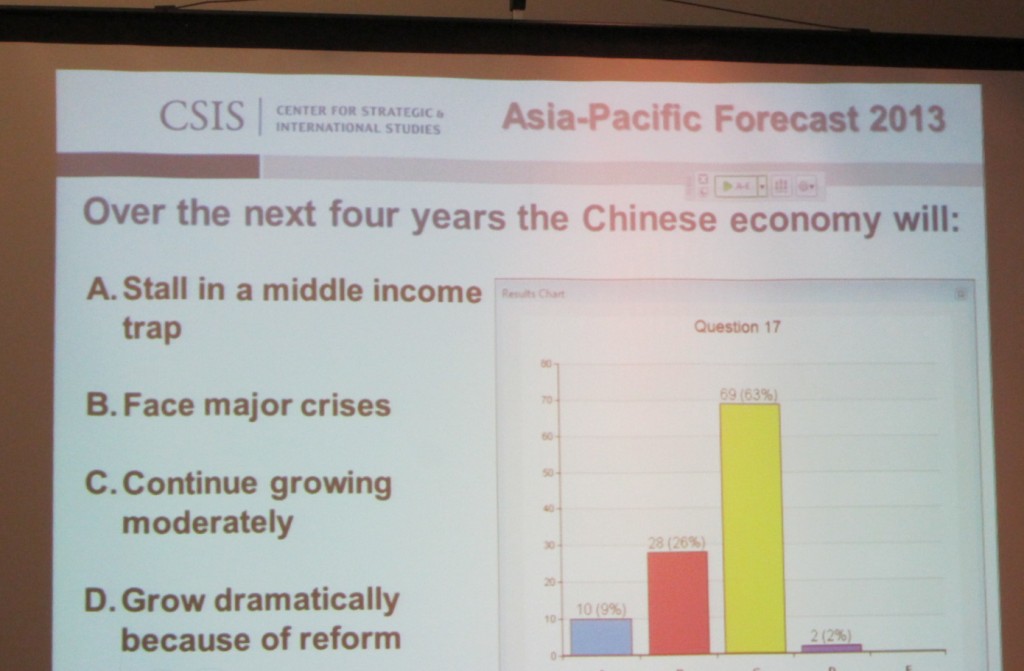 CSIS
CENTER FOR STRATEGIC &
INTERNATIONAL STUDIES
Asia-Pacific Forecast 2013
Over the next four years the Chinese economy will:
A. Stall in a middle income
trap
B. Face major crises
C. Continue growing
moderately
D. Grow dramatically
because of reform
Results Chart
Question 17
80
70
60
50
40
30
20
10
0
10 (9%)
28 (26%)
69 (63%)
2 (2%)